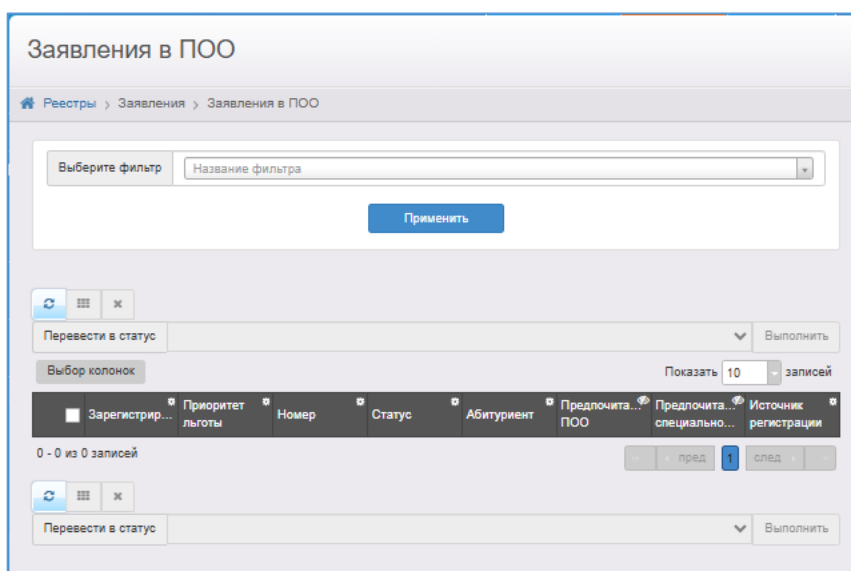 Заявления в ПОО
Реестры > Заявления > Заявления в ПОО
Выберите фильтр Название фильтра
Применить
Перевести в статус Выполнить
Выбор колонок Показать 10 записей
Зарегистрир... Приоритет льготы Номер Статус Абитуриент Предпочита... ПОО Предпочита... специально... Источник регистрации
0 - 0 из 0 записей пред 1 след
Перевести в статус Выполнить